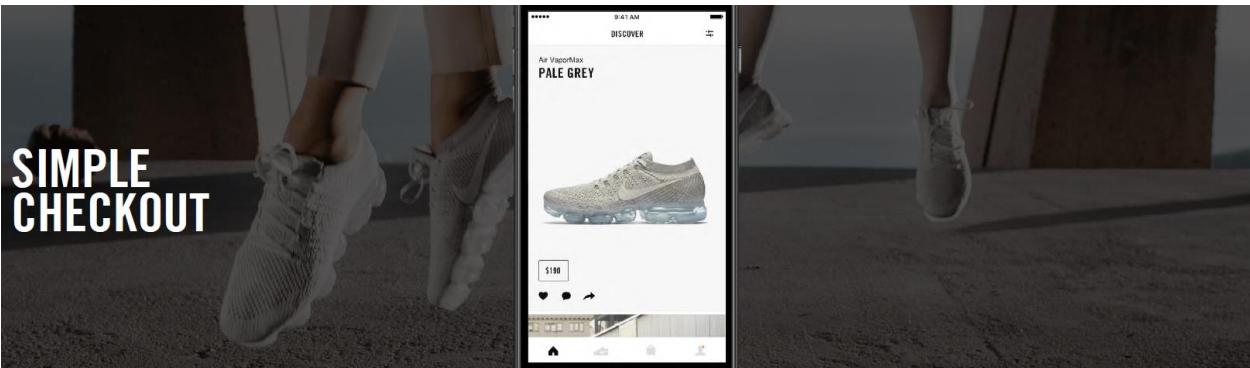 SIMPLE
CHECKOUT
9:41 AM
DISCOVER
Air VaporMax
PALE GREY
$190